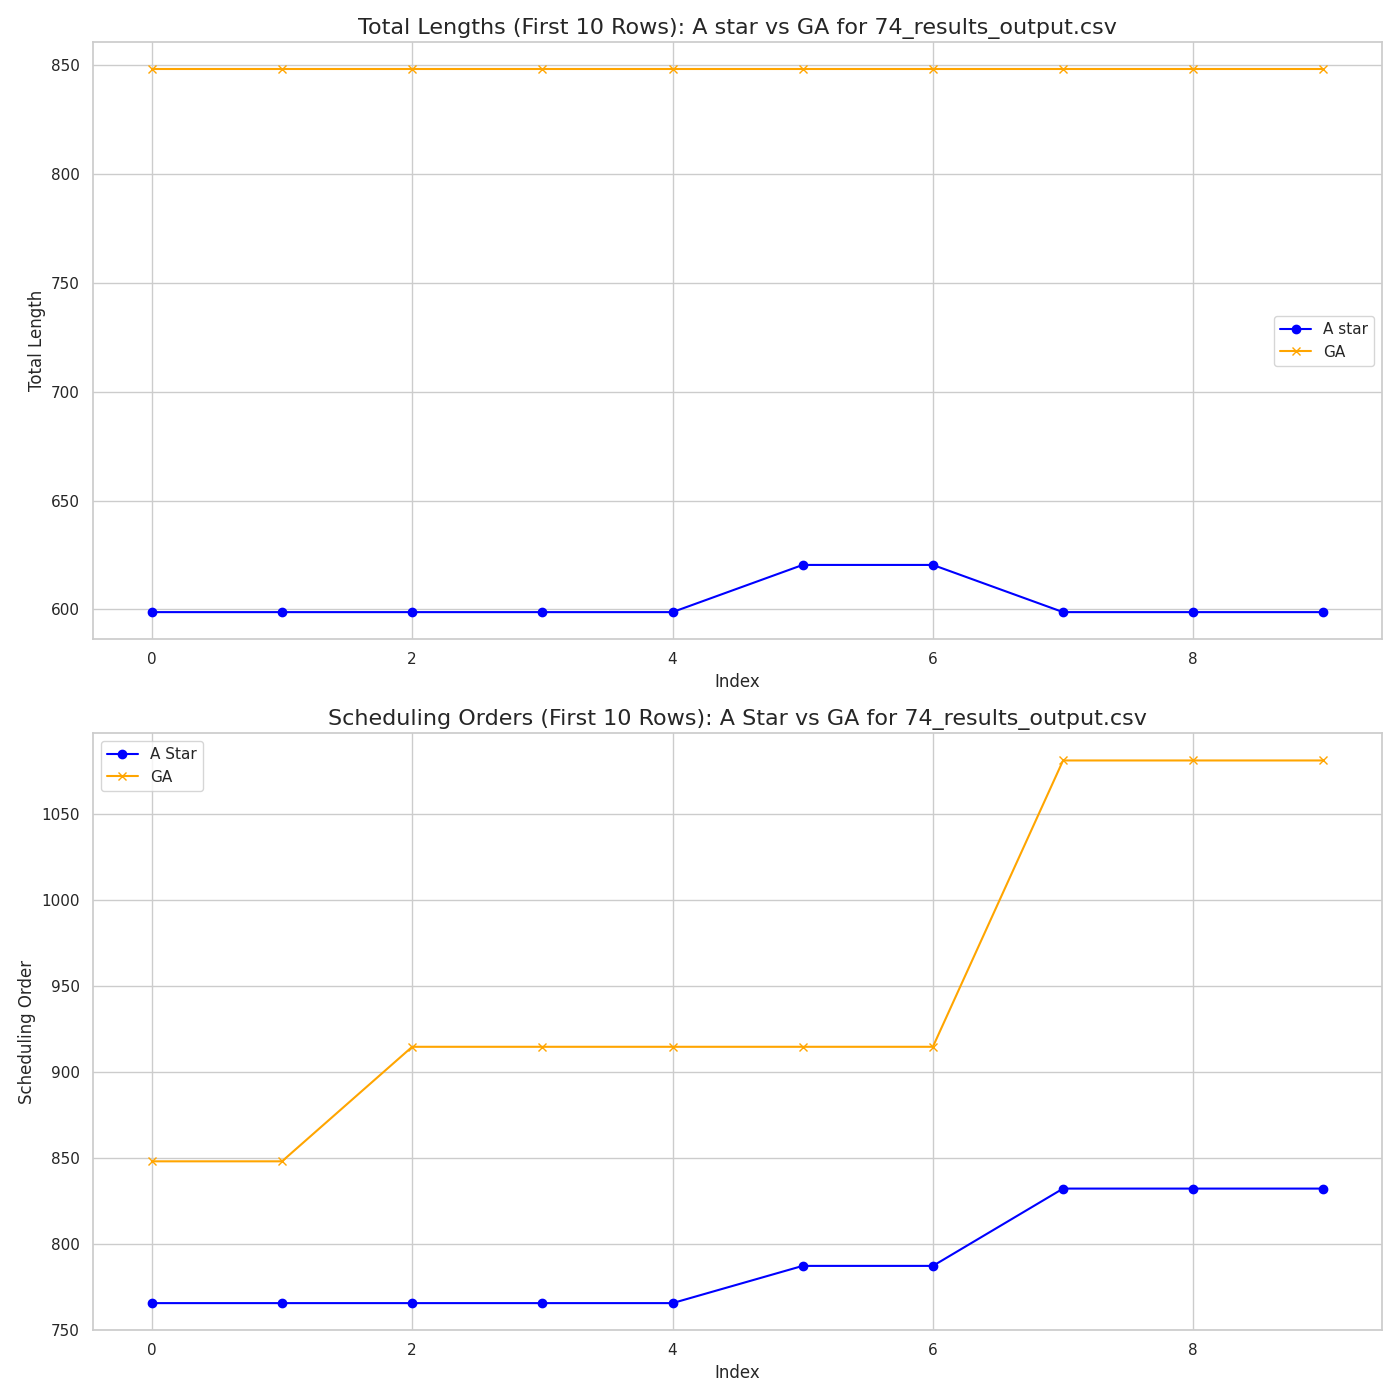 Total Lengths (First 10 Rows): A star vs GA for 74_results_output.csv
850
800
750
700
650
600
Total Length
A star
GA
0 2 4 6 8
Index
Scheduling Orders (First 10 Rows): A Star vs GA for 74_results_output.csv
A Star
GA
1050
1000
950
900
850
800
750
Scheduling Order
0 2 4 6 8
Index